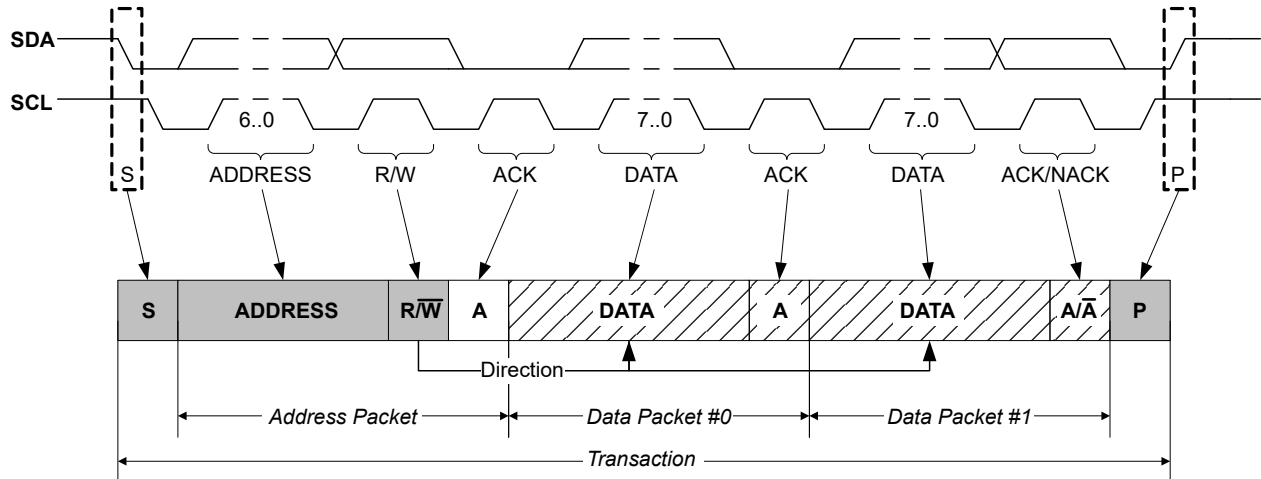 SDA
SCL
6..0
7..0
7..0
S
ADDRESS
R/W
ACK
DATA
ACK
DATA
ACK/NACK
P
S
ADDRESS
R/W̅
A
DATA
A
DATA
A/A̅
P
Direction
Address Packet
Data Packet #0
Data Packet #1
Transaction